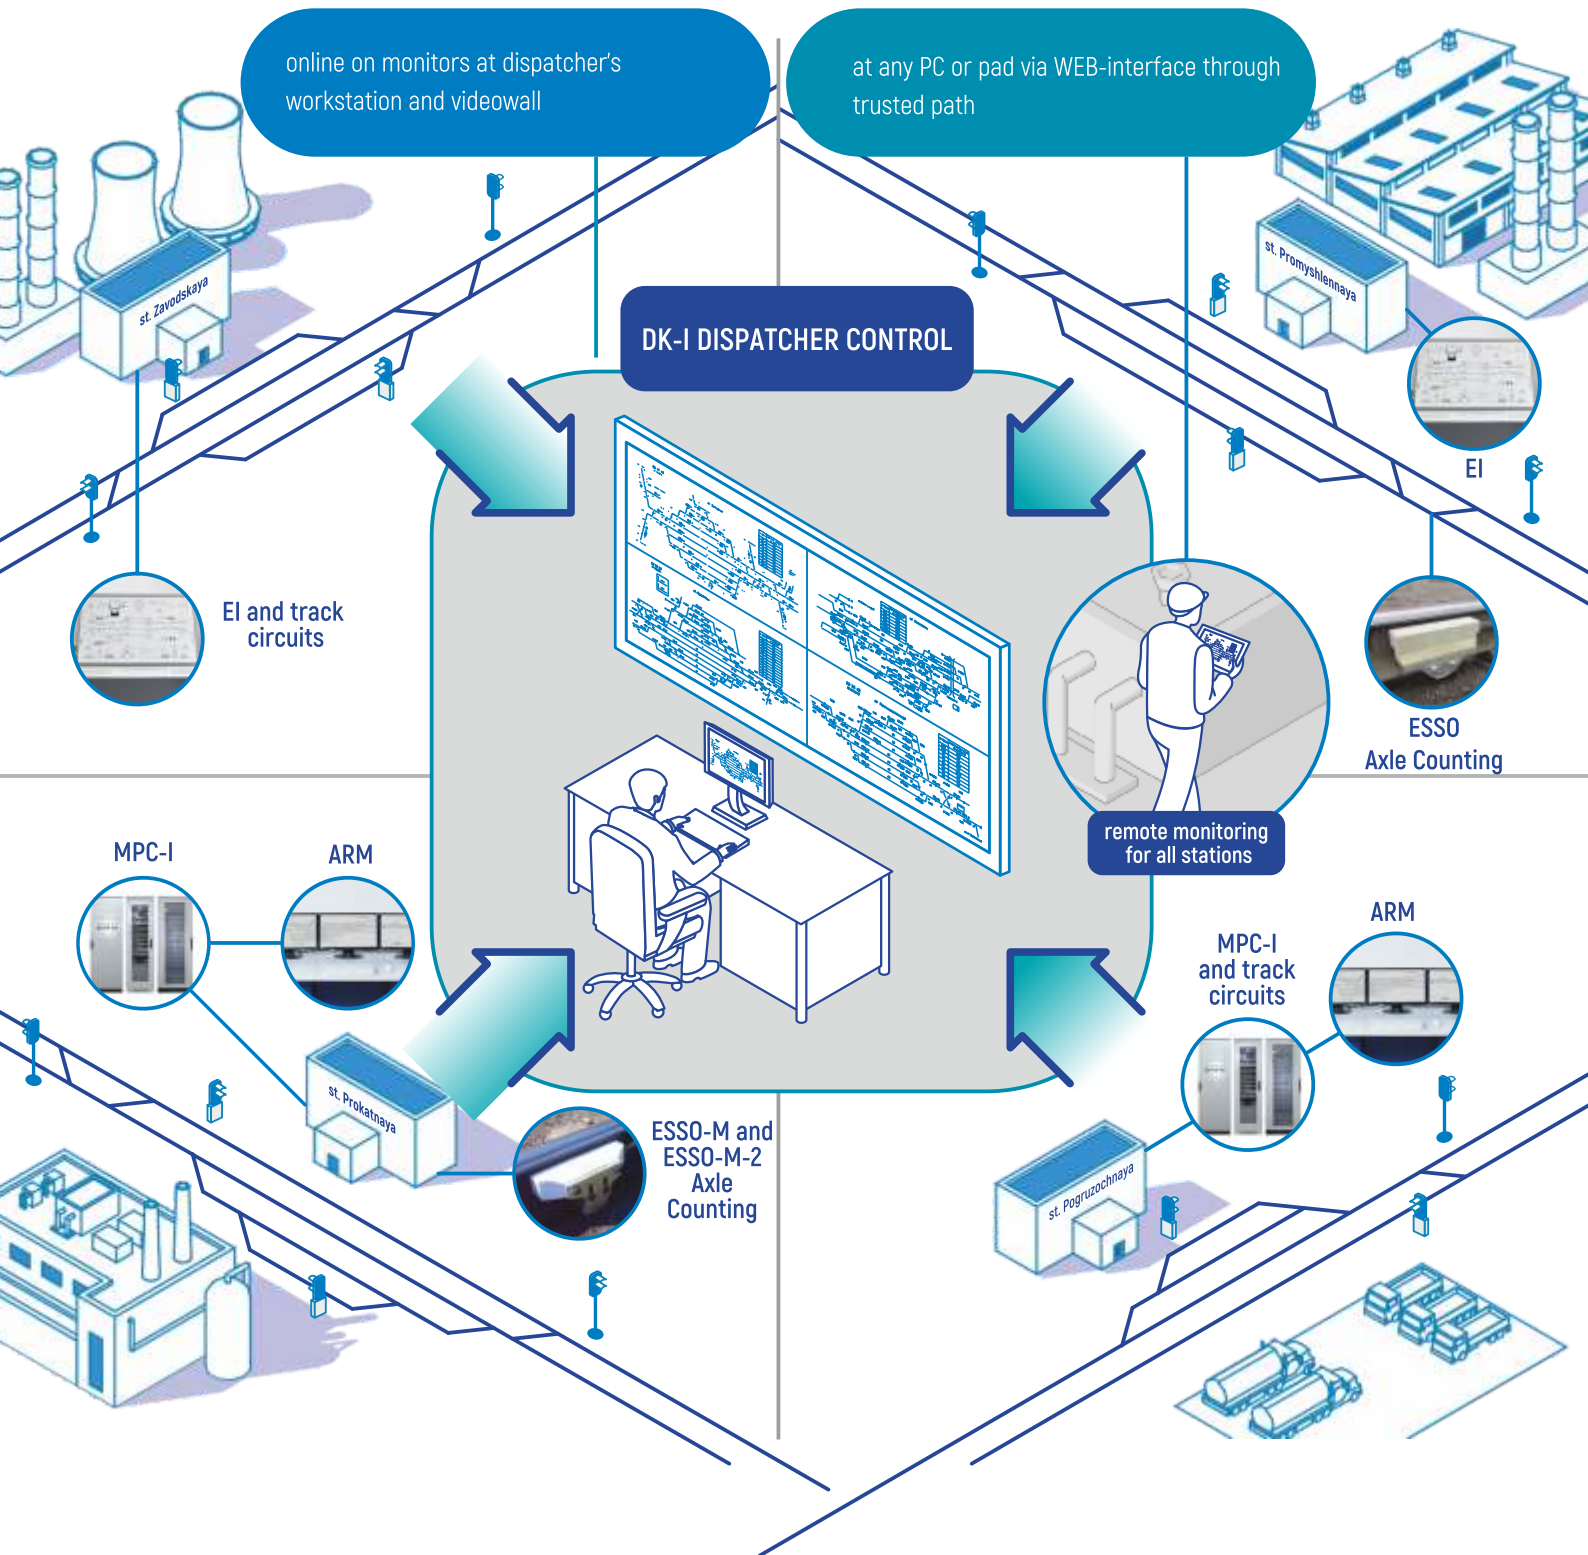 online on monitors at dispatcher's
workstation and videowall
at any PC or pad via WEB-interface through
trusted path
st. Zavodskaya
st. Promyshlennaya
DK-I DISPATCHER CONTROL
EI
EI and track
circuits
ESSO
Axle Counting
remote monitoring
for all stations
MPC-I
ARM
ARM
MPC-I
and track
circuits
st. Prokatnaya
ESSO-M and
ESSO-M-2
Axle
Counting
st. Pogruzochnaya